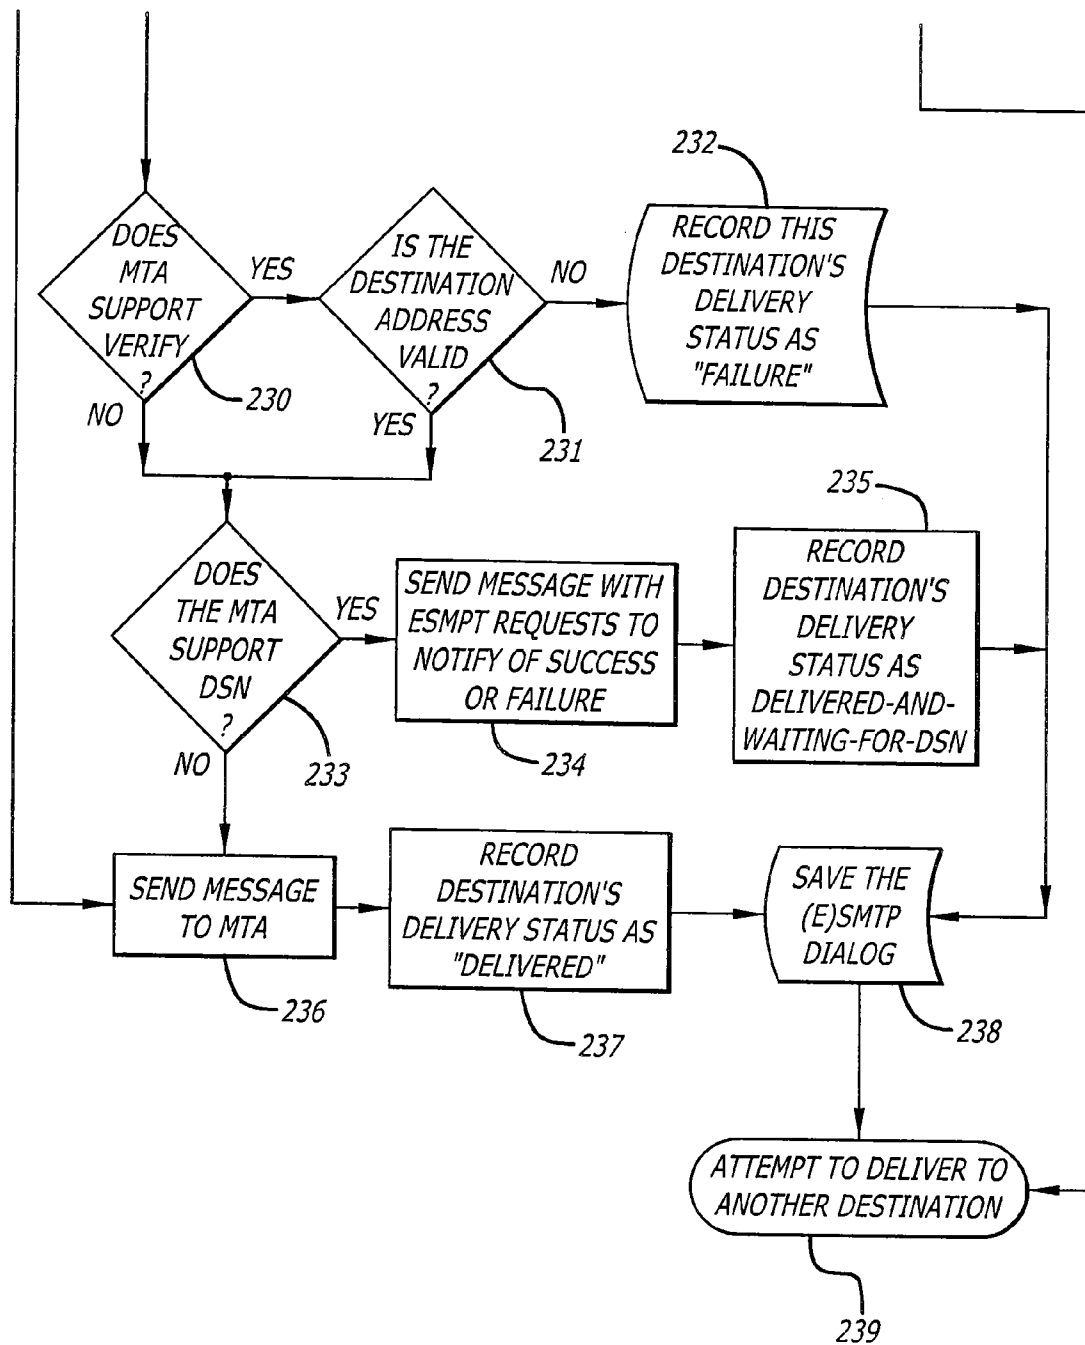 232
DOES
MTA
SUPPORT
VERIFY
?
YES
NO
230
IS THE
DESTINATION
ADDRESS
VALID
?
NO
YES
231
RECORD THIS
DESTINATION'S
DELIVERY
STATUS AS
"FAILURE"
235
DOES
THE MTA
SUPPORT
DSN
?
YES
NO
233
SEND MESSAGE WITH
ESMPT REQUESTS TO
NOTIFY OF SUCCESS
OR FAILURE
234
RECORD
DESTINATION'S
DELIVERY
STATUS AS
DELIVERED-AND-
WAITING-FOR-DSN
SEND MESSAGE
TO MTA
236
RECORD
DESTINATION'S
DELIVERY STATUS AS
"DELIVERED"
237
SAVE THE
(E)SMTP
DIALOG
238
ATTEMPT TO DELIVER TO
ANOTHER DESTINATION
239